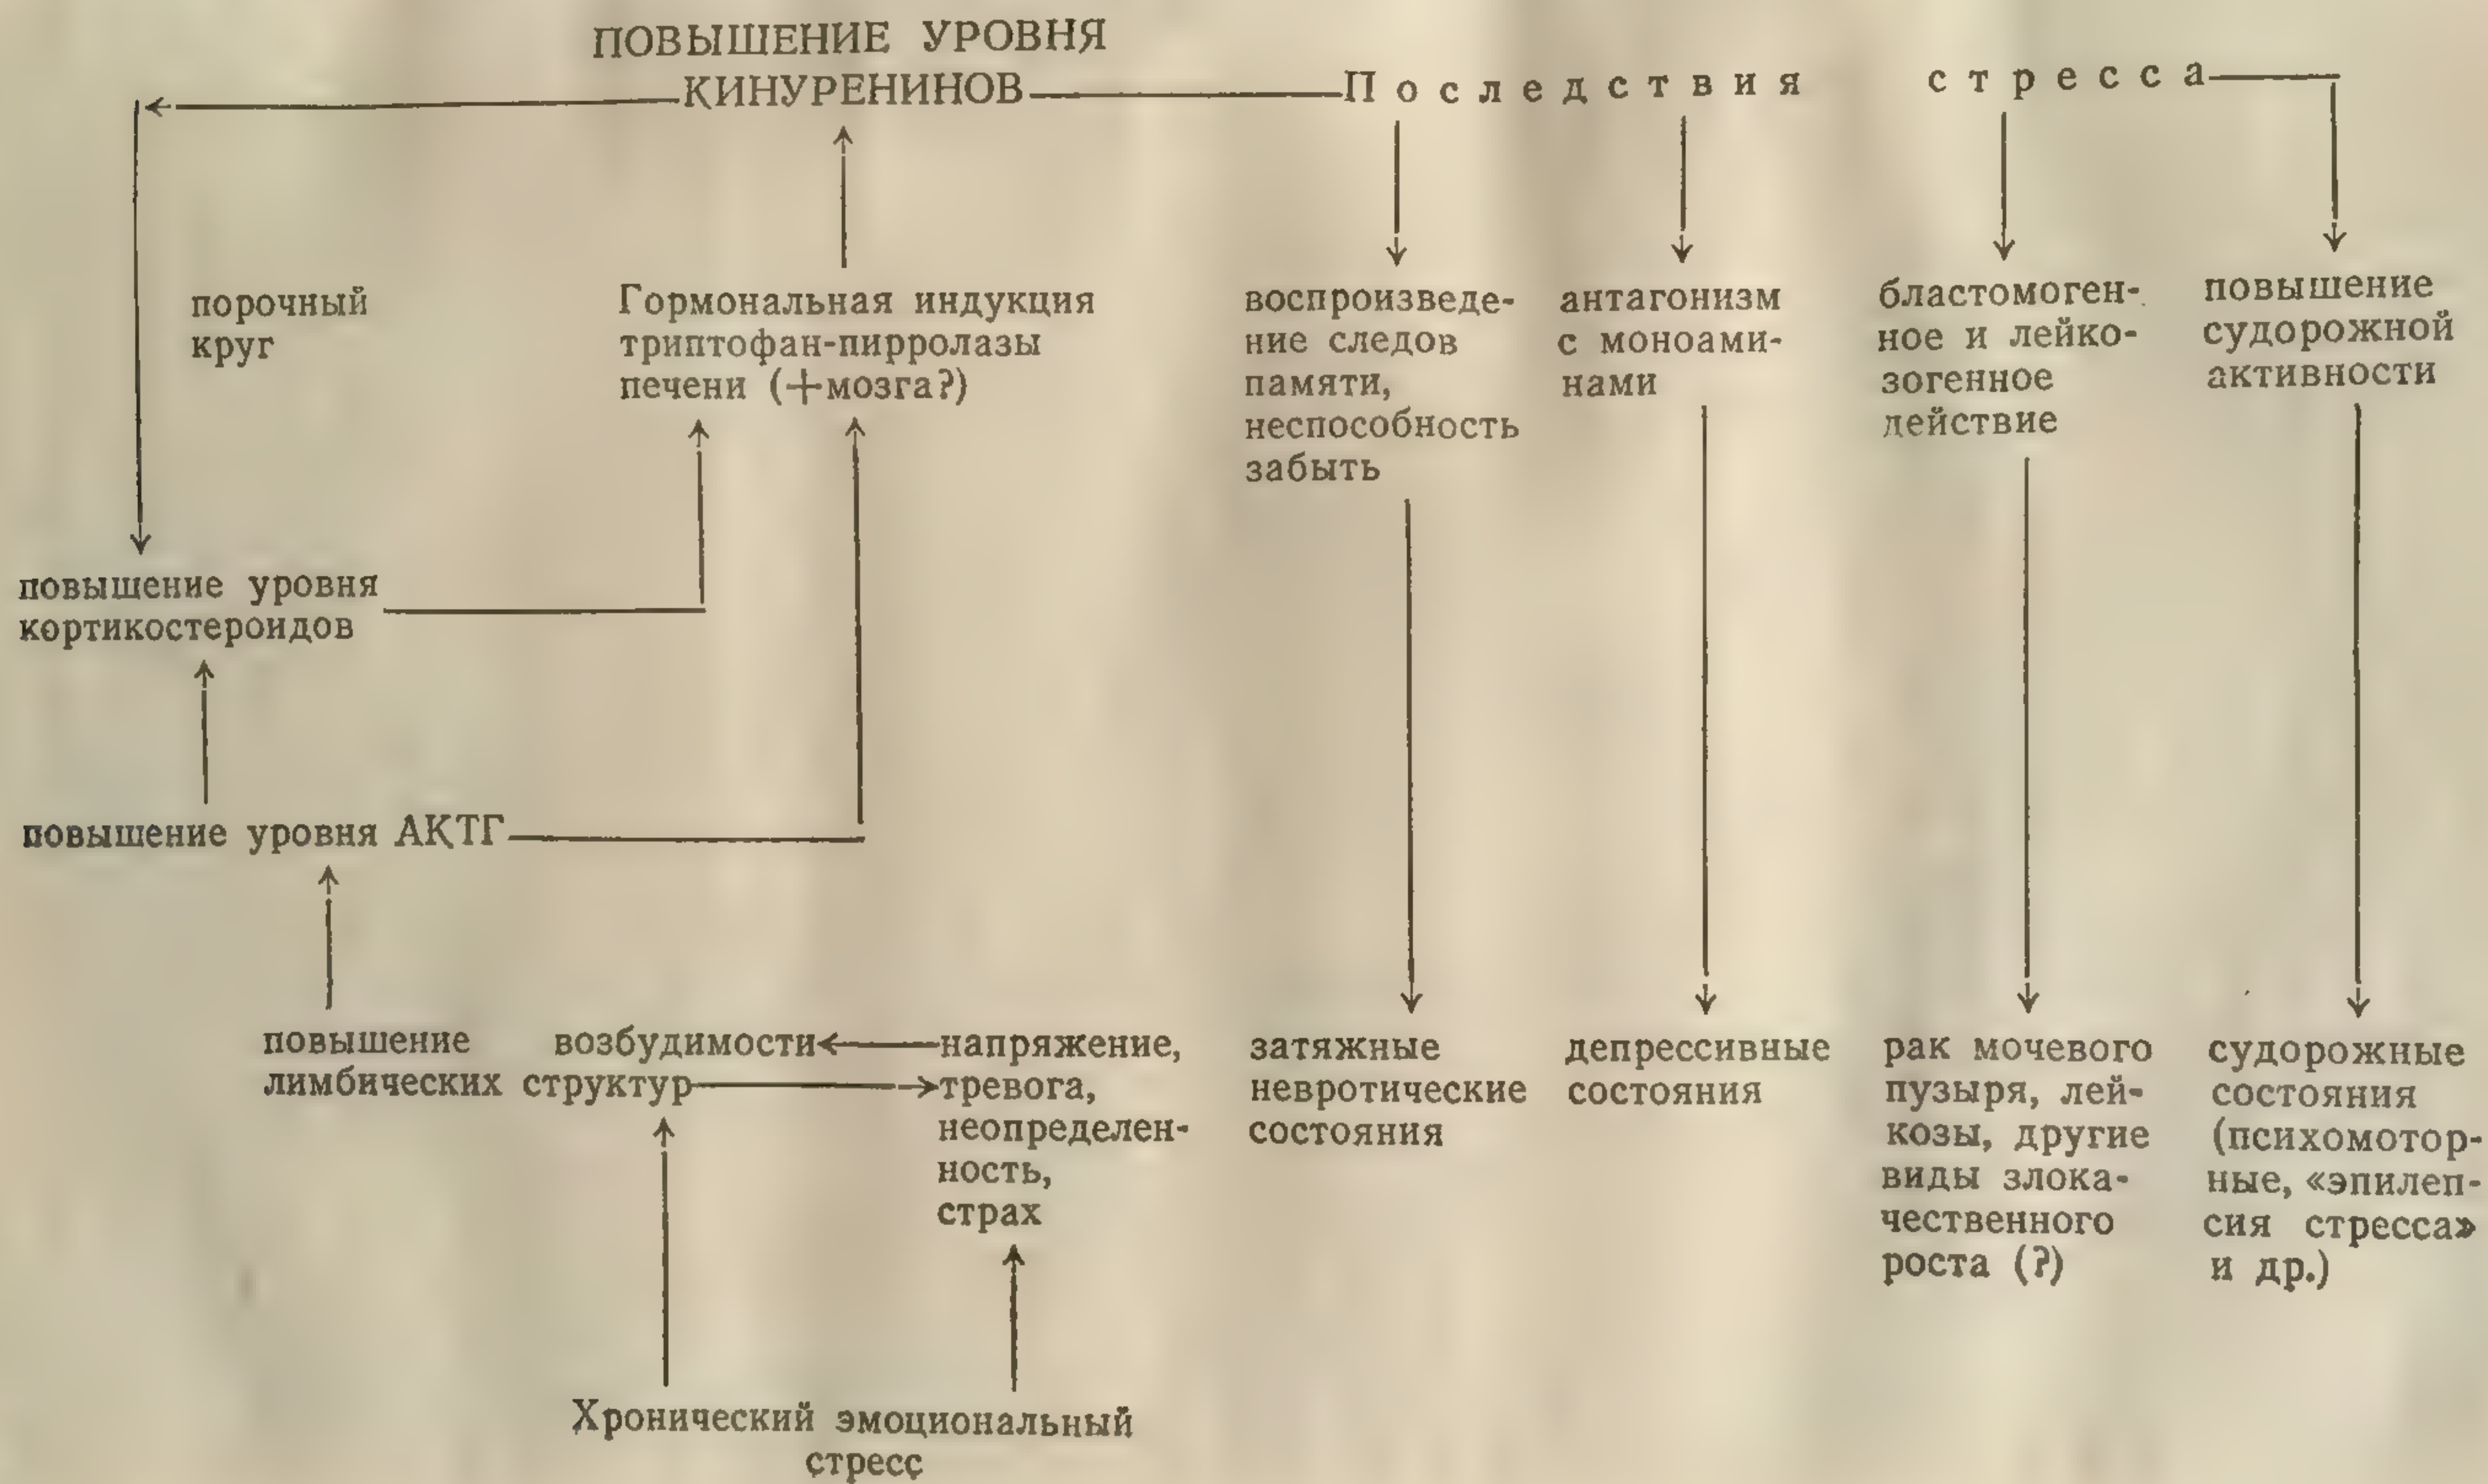 ПОВЫШЕНИЕ УРОВНЯ
КИНУРЕНИНОВ
Последствия стресса
порочный
круг
Гормональная индукция
триптофан-пирролазы
печени (+мозга?)
воспроизведе-
ние следов
памяти,
неспособность
забыть
антагонизм
с моноами-
нами
бластомоген-
ное и лейко-
зогенное
действие
повышение
судорожной
активности
повышение уровня
кортикостероидов
повышение уровня АКТГ
повышение возбудимости
лимбических структур
напряжение,
тревога,
неопределен-
ность,
страх
затяжные
невротические
состояния
депрессивные
состояния
рак мочевого
пузыря, лей-
козы, другие
виды злока-
чественного
роста (?)
судорожные
состояния
(психомотор-
ные, «эпилеп-
сия стресса»
и др.)
Хронический эмоциональный
стресс